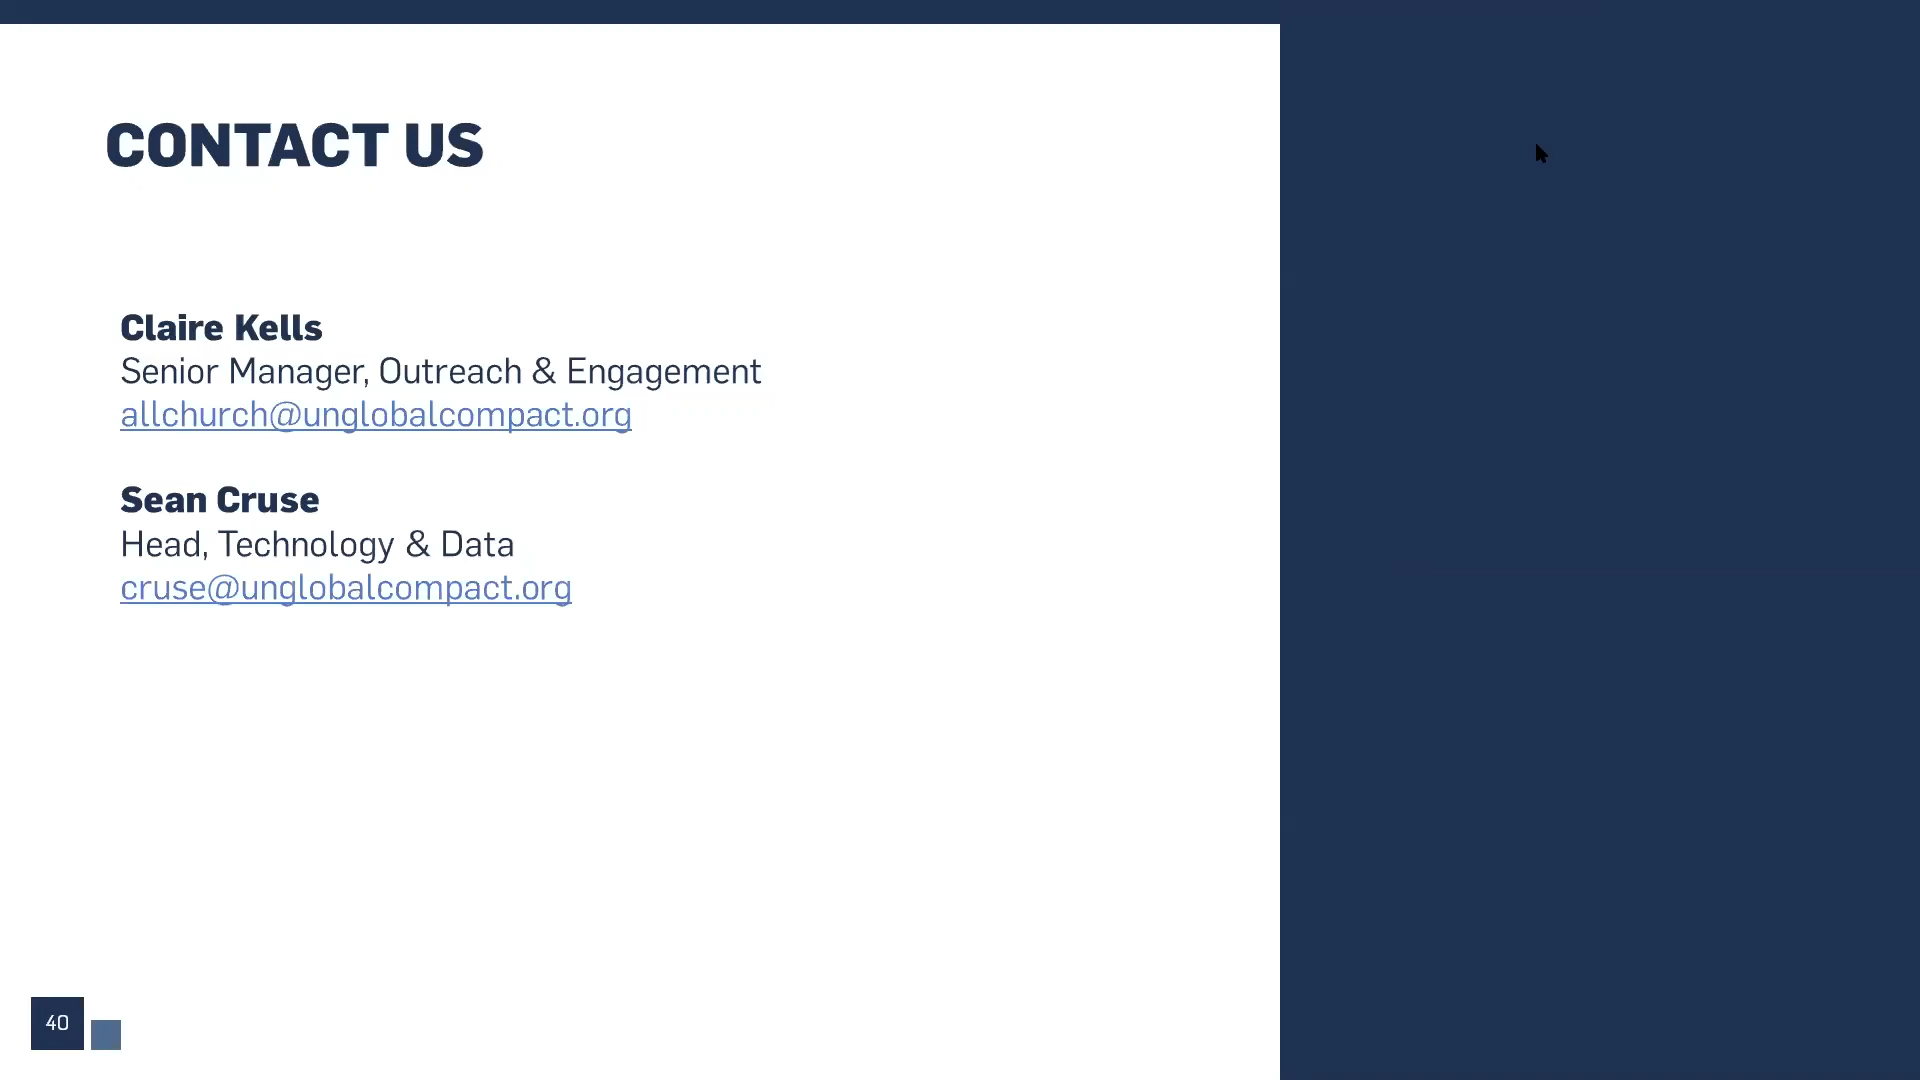 CONTACT US
Claire Kells
Senior Manager, Outreach & Engagement
allchurch@unglobalcompact.org
Sean Cruse
Head, Technology & Data
cruse@unglobalcompact.org
40